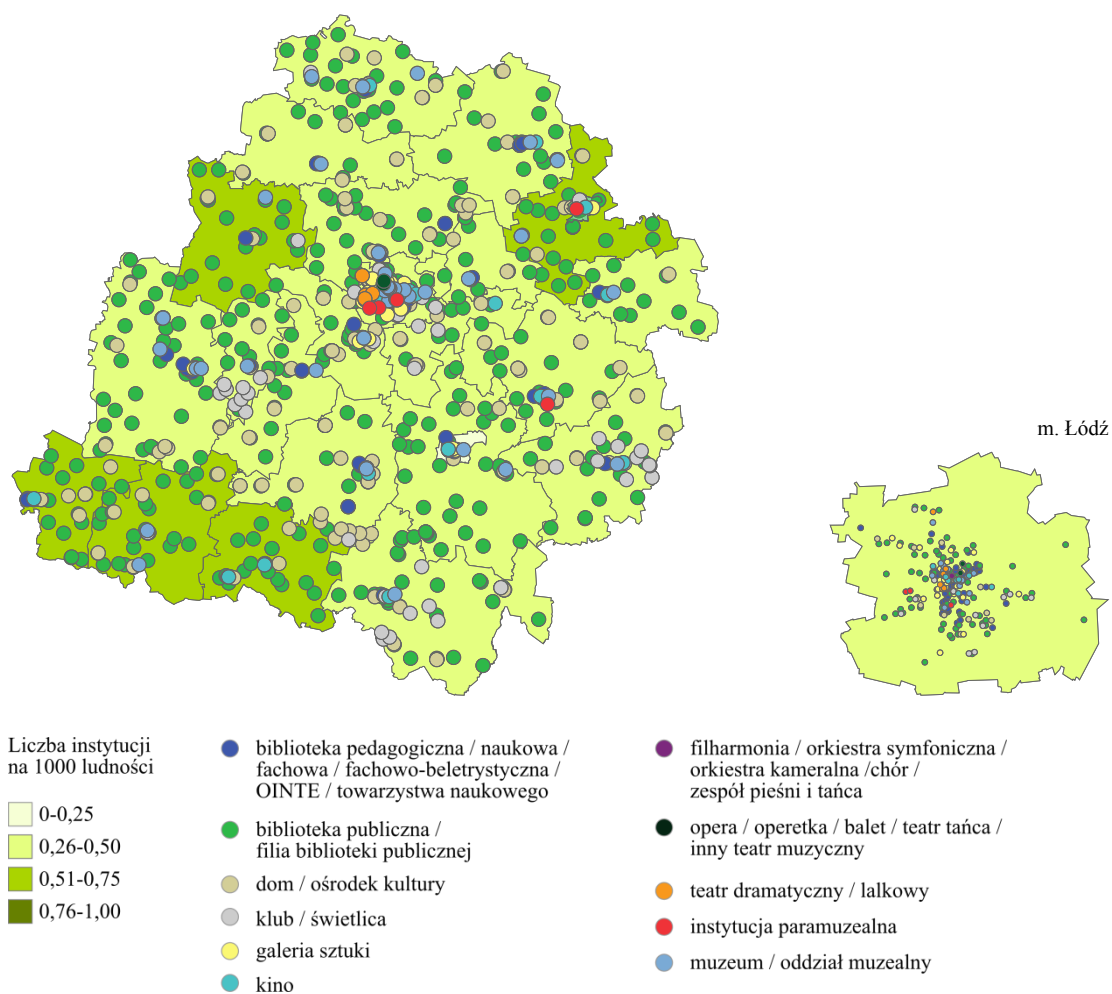 m. Łódź
Liczba instytucji
na 1000 ludności
0-0,25
0,26-0,50
0,51-0,75
0,76-1,00
biblioteka pedagogiczna / naukowa /
fachowa / fachowo-beletrystyczna /
OINTE / towarzystwa naukowego
biblioteka publiczna /
filia biblioteki publicznej
dom / ośrodek kultury
klub / świetlica
galeria sztuki
kino
filharmonia / orkiestra symfoniczna /
orkiestra kameralna /chór /
zespół pieśni i tańca
opera / operetka / balet / teatr tańca /
inny teatr muzyczny
teatr dramatyczny / lalkowy
instytucja paramuzealna
muzeum / oddział muzealny